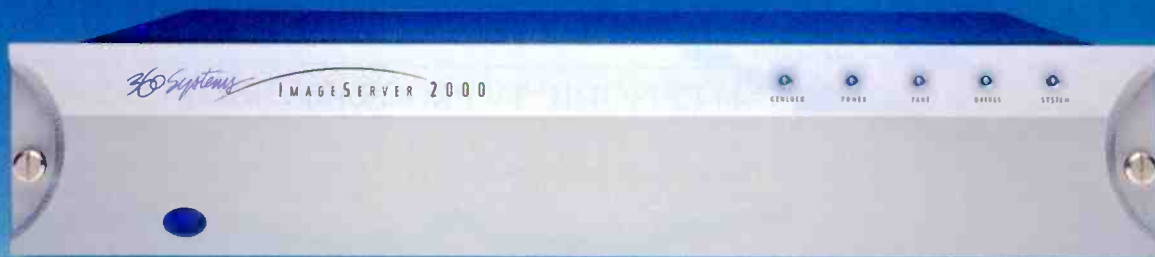 360 Systems
IMAGESERVER 2000
GENLOCK
POWER
FANS
DRIVES
SYSTEM